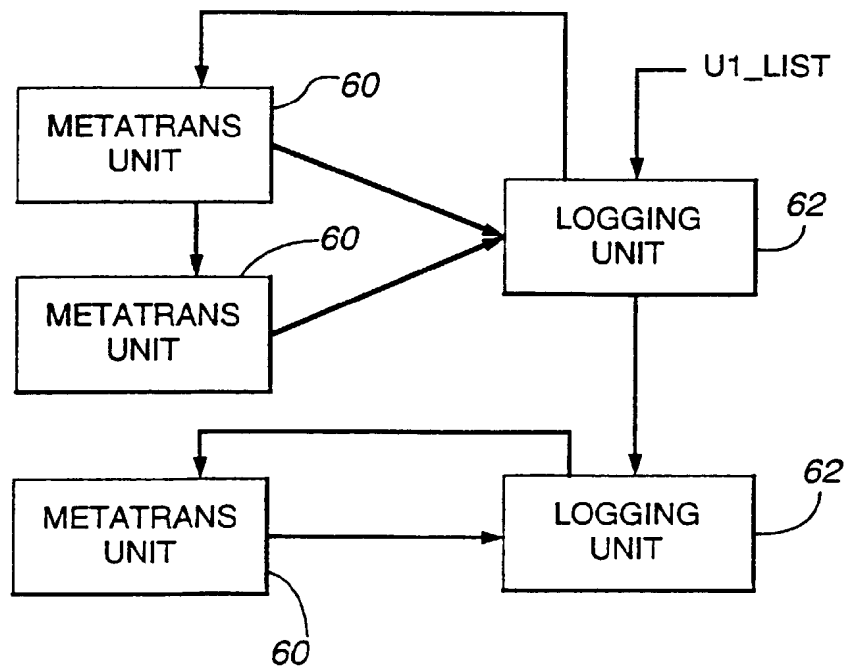 60
U1_LIST
METATRANS
UNIT
62
LOGGING
UNIT
60
METATRANS
UNIT
62
METATRANS
UNIT
LOGGING
UNIT
60